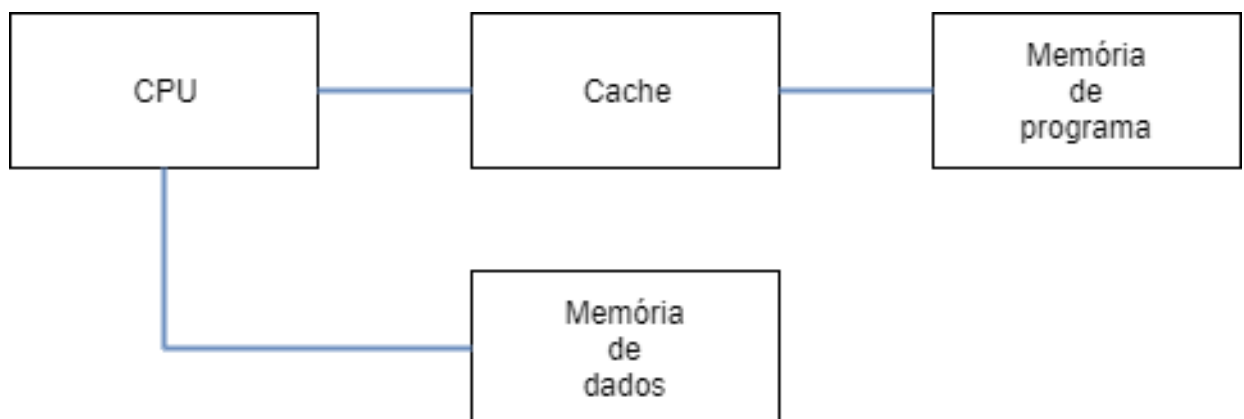 CPU
Cache
Memória
de
programa
Memória
de
dados